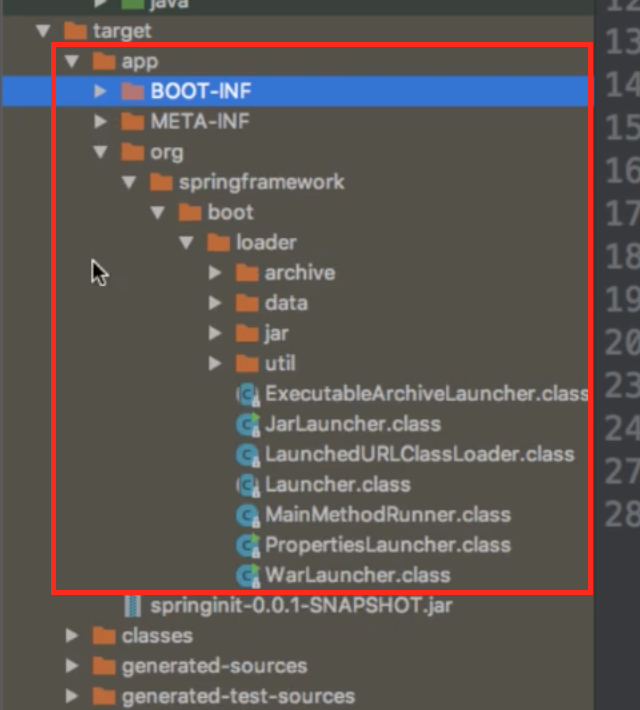 java
target
app
BOOT-INF
META-INF
org
springframework
boot
loader
archive
data
jar
util
ExecutableArchiveLauncher.class
JarLauncher.class
LaunchedURLClassLoader.class
Launcher.class
MainMethodRunner.class
PropertiesLauncher.class
WarLauncher.class
springinit-0.0.1-SNAPSHOT.jar
classes
generated-sources
generated-test-sources
12
13
14
15
16
17
18
19
20
23
24
27
28